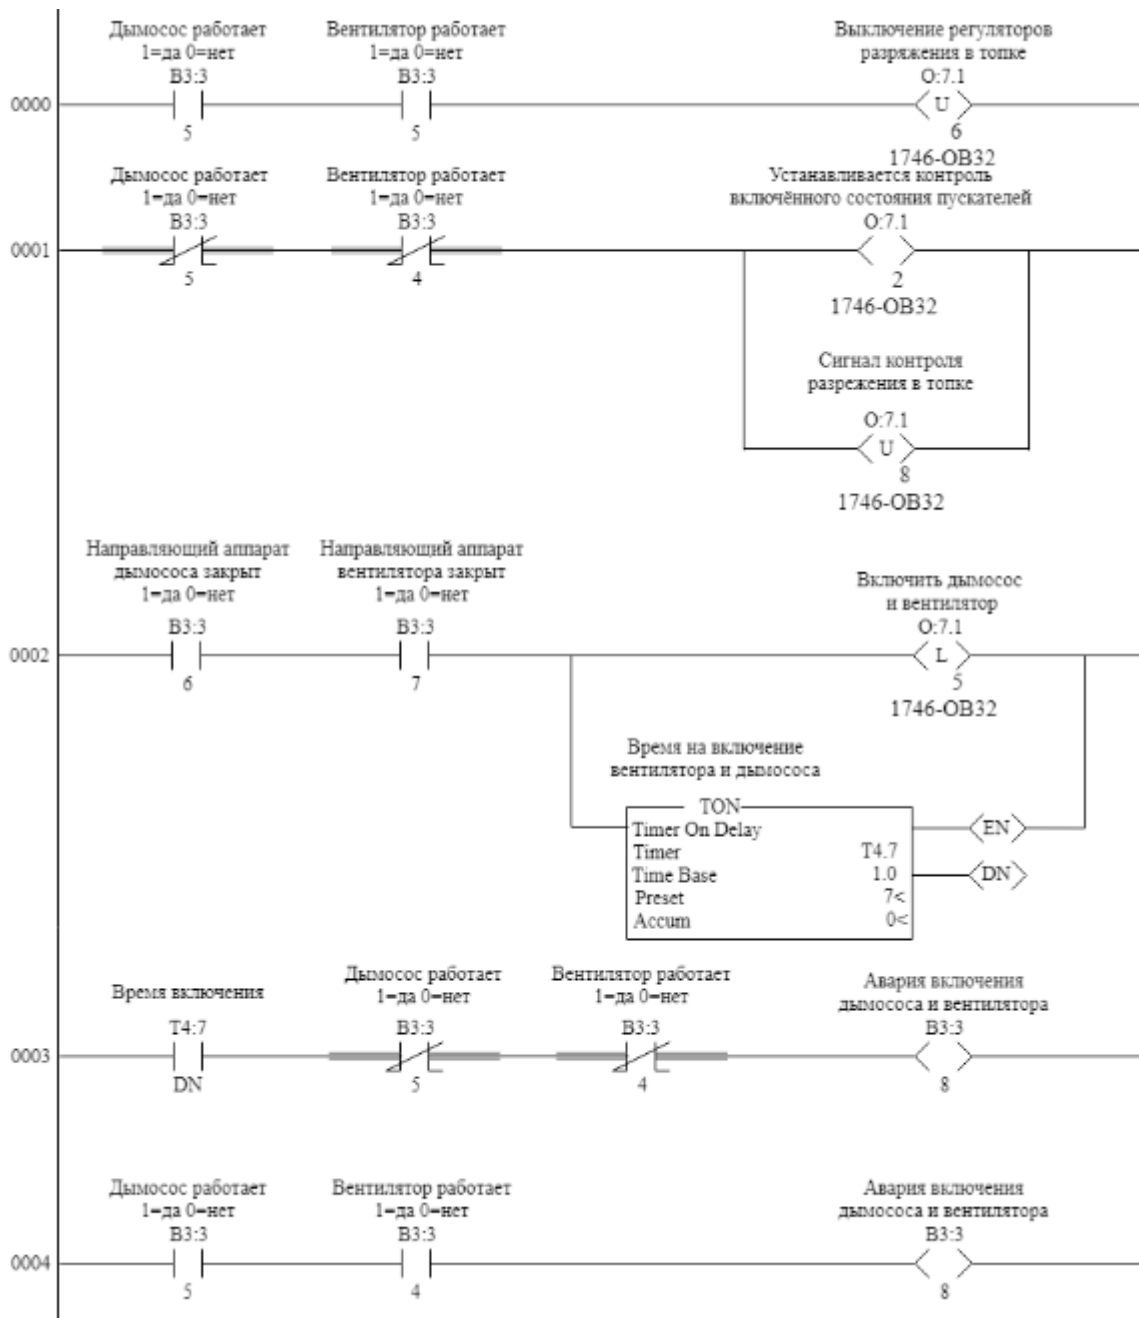 Дымосос работает
1=да 0=нет
B3:3
5
Вентилятор работает
1=да 0=нет
B3:3
5
Выключение регуляторов
разряжения в топке
O:7.1
U
6
1746-OB32
0000
Дымосос работает
1=да 0=нет
B3:3
5
Вентилятор работает
1=да 0=нет
B3:3
4
Устанавливается контроль
включённого состояния пускателей
O:7.1
2
1746-OB32
0001
Сигнал контроля
разрежения в топке
O:7.1
U
8
1746-OB32
Направляющий аппарат
дымососа закрыт
1=да 0=нет
B3:3
6
Направляющий аппарат
вентилятора закрыт
1=да 0=нет
B3:3
7
Включить дымосос
и вентилятор
O:7.1
L
5
1746-OB32
0002
Время на включение
вентилятора и дымососа
TON
Timer On Delay
Timer T4.7
Time Base 1.0
Preset 7<
Accum 0<
EN
DN
Время включения
T4:7
DN
Дымосос работает
1=да 0=нет
B3:3
5
Вентилятор работает
1=да 0=нет
B3:3
4
Авария включения
дымососа и вентилятора
B3:3
8
0003
Дымосос работает
1=да 0=нет
B3:3
5
Вентилятор работает
1=да 0=нет
B3:3
4
Авария включения
дымососа и вентилятора
B3:3
8
0004